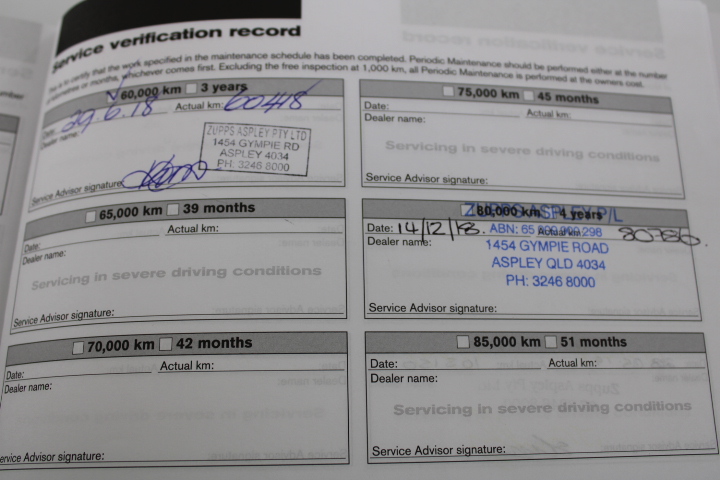 Service verification record
This is to certify that the work specified in the maintenance schedule has been completed. Periodic Maintenance should be performed either at the number
of kilometres or months, whichever comes first. Excluding the free inspection at 1,000 km, all Periodic Maintenance is performed at the owners cost.
60,000 km 3 years
Date: 29.6.18 Actual km: 60448
Dealer name:
ZUPPS ASPLEY PTY LTD
1454 GYMPIE RD
ASPLEY 4034
PH: 3246 8000
Service Advisor signature:
65,000 km 39 months
Date: Actual km:
Dealer name:
Servicing in severe driving conditions
Service Advisor signature:
70,000 km 42 months
Date: Actual km:
Dealer name:
Service Advisor signature:
75,000 km 45 months
Date: Actual km:
Dealer name:
Servicing in severe driving conditions
Service Advisor signature:
80,000 km 4 years
ZUPPS ASPLEY P/L
Date: 14/12/18. Actual km:
ABN: 65
Dealer name:
1454 GYMPIE ROAD
ASPLEY QLD 4034
PH: 3246 8000
Service Advisor signature:
85,000 km 51 months
Date: Actual km:
Dealer name:
Servicing in severe driving conditions
Service Advisor signature: